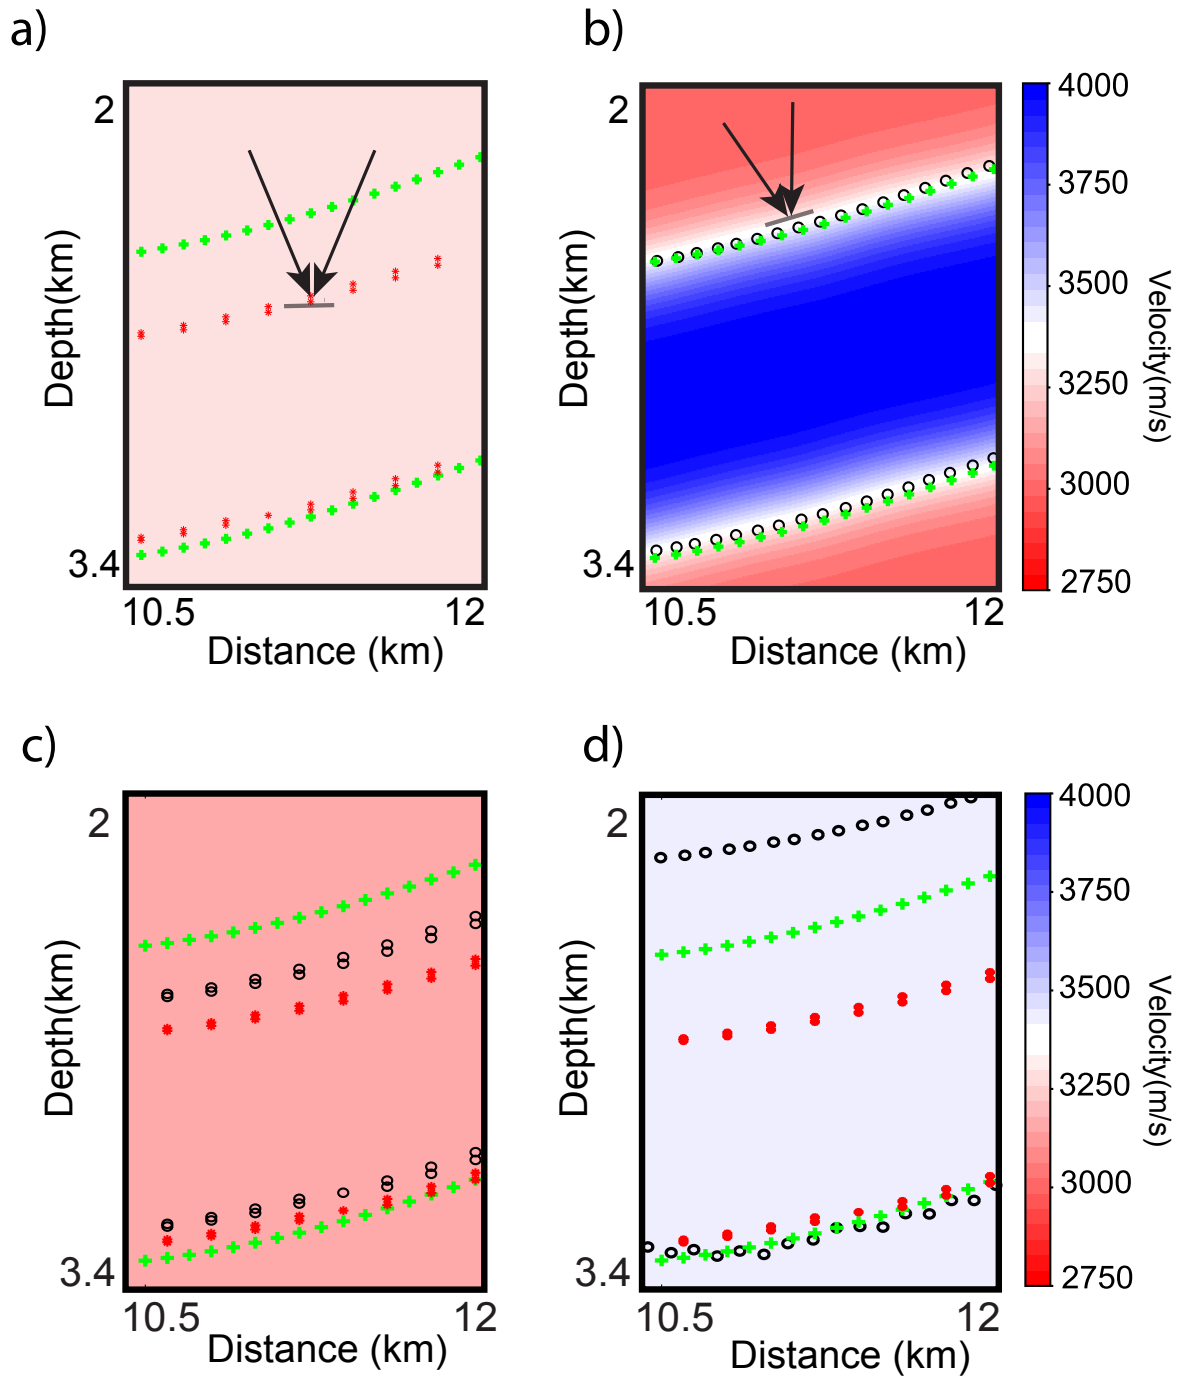 a)
2
Depth(km)
3.4
10.5
12
Distance (km)
b)
2
Depth(km)
3.4
10.5
12
Distance (km)
4000
3750
3500
3250
3000
2750
Velocity(m/s)
c)
2
Depth(km)
3.4
10.5
12
Distance (km)
d)
2
Depth(km)
3.4
10.5
12
Distance (km)
4000
3750
3500
3250
3000
2750
Velocity(m/s)